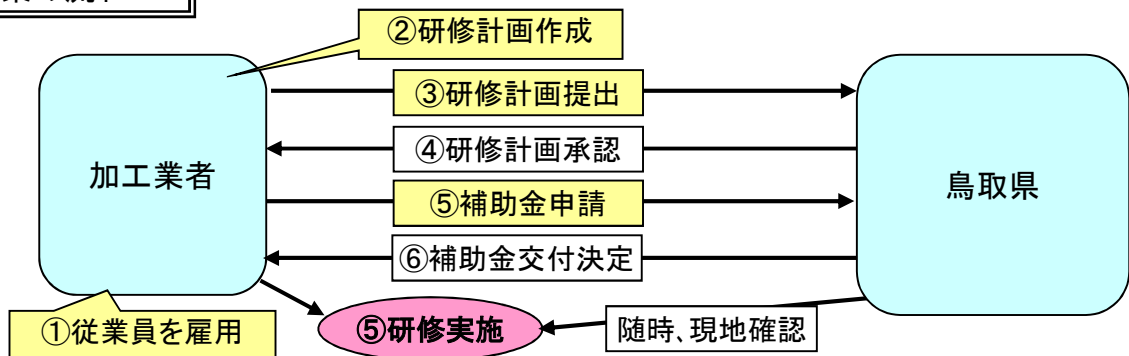 ②研修計画作成
③研修計画提出
④研修計画承認
加工業者
鳥取県
⑤補助金申請
⑥補助金交付決定
①従業員を雇用
⑤研修実施
随時、現地確認